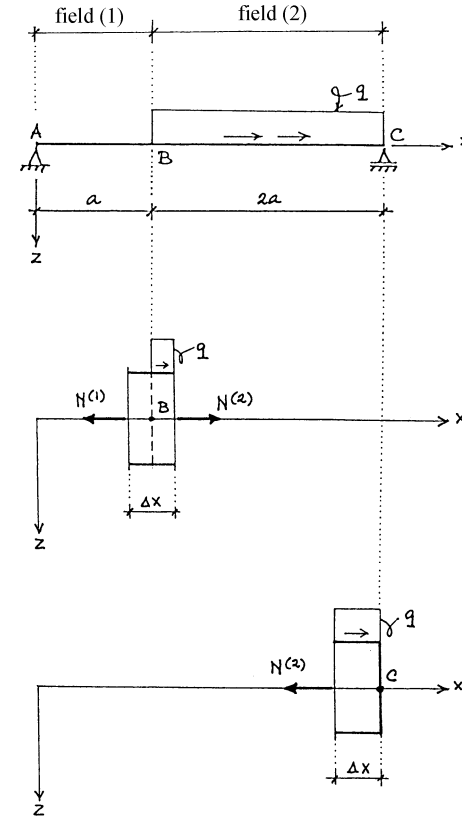 field (1) field (2)
q
A C
B
a 2a
z
q
N(1) B N(2) x
Δx
z
q
N(2) C x
Δx
z